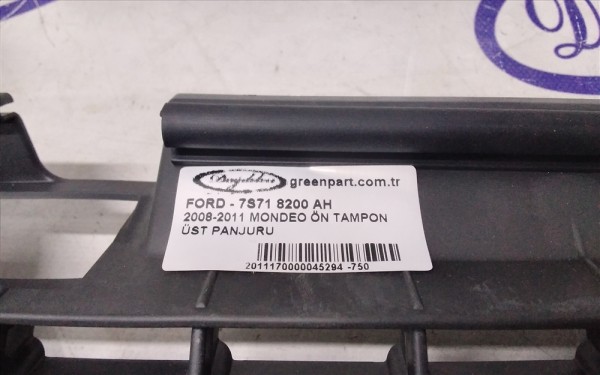 greenpart.com.tr
FORD - 7S71 8200 AH
2008-2011 MONDEO ÖN TAMPON
ÜST PANJURU
2011170000045294 -750